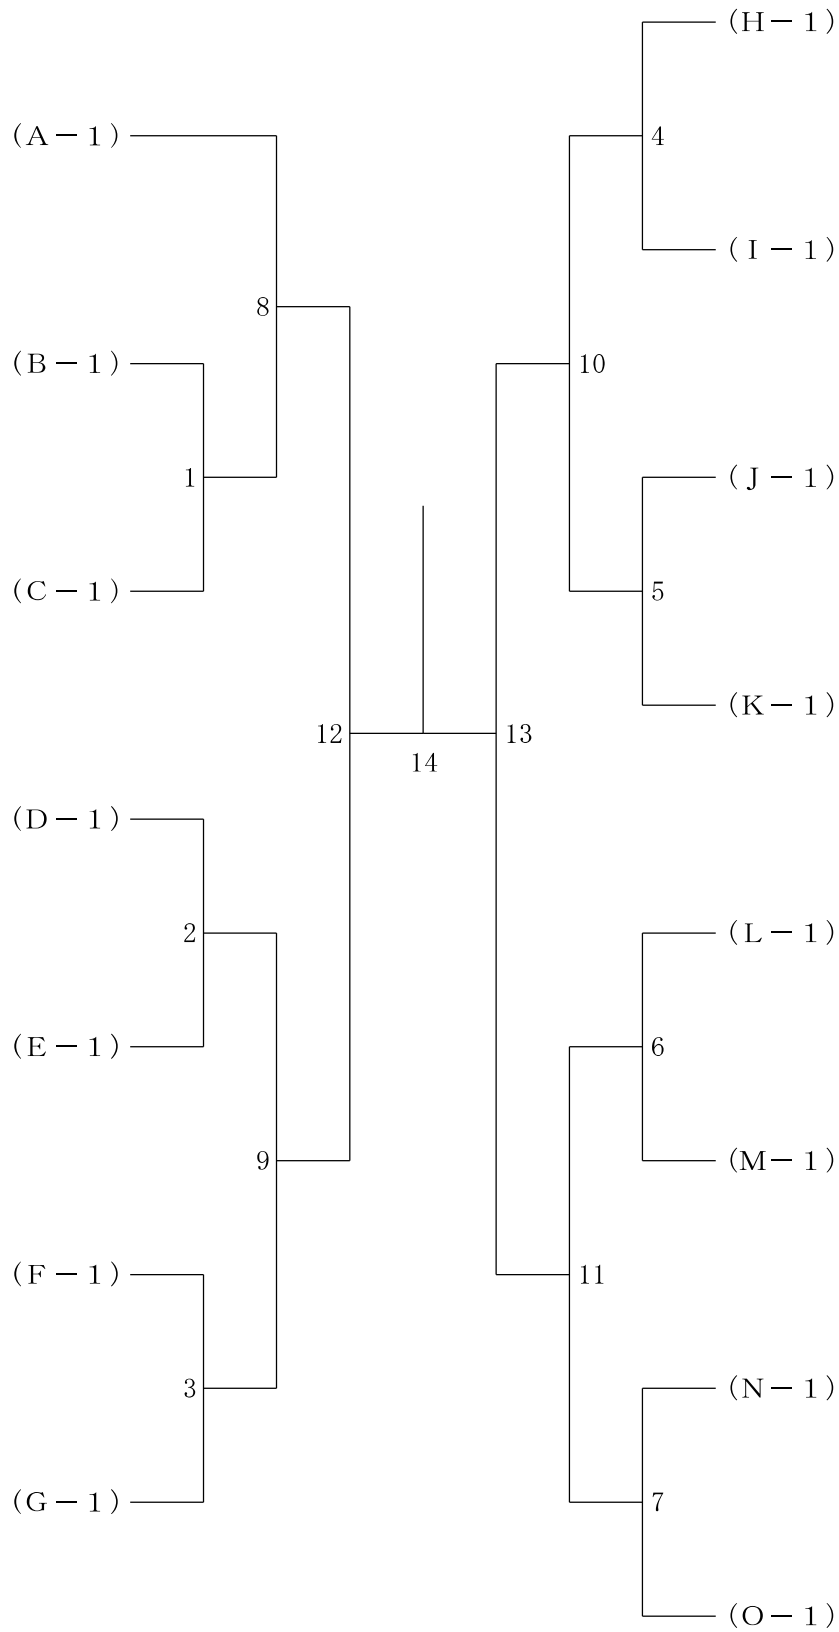 (H－1)
(A－1)
4
(I－1)
8
(B－1)
10
1
(J－1)
(C－1)
5
(K－1)
12
13
14
(D－1)
2
(L－1)
(E－1)
6
9
(M－1)
(F－1)
11
3
(N－1)
(G－1)
7
(O－1)